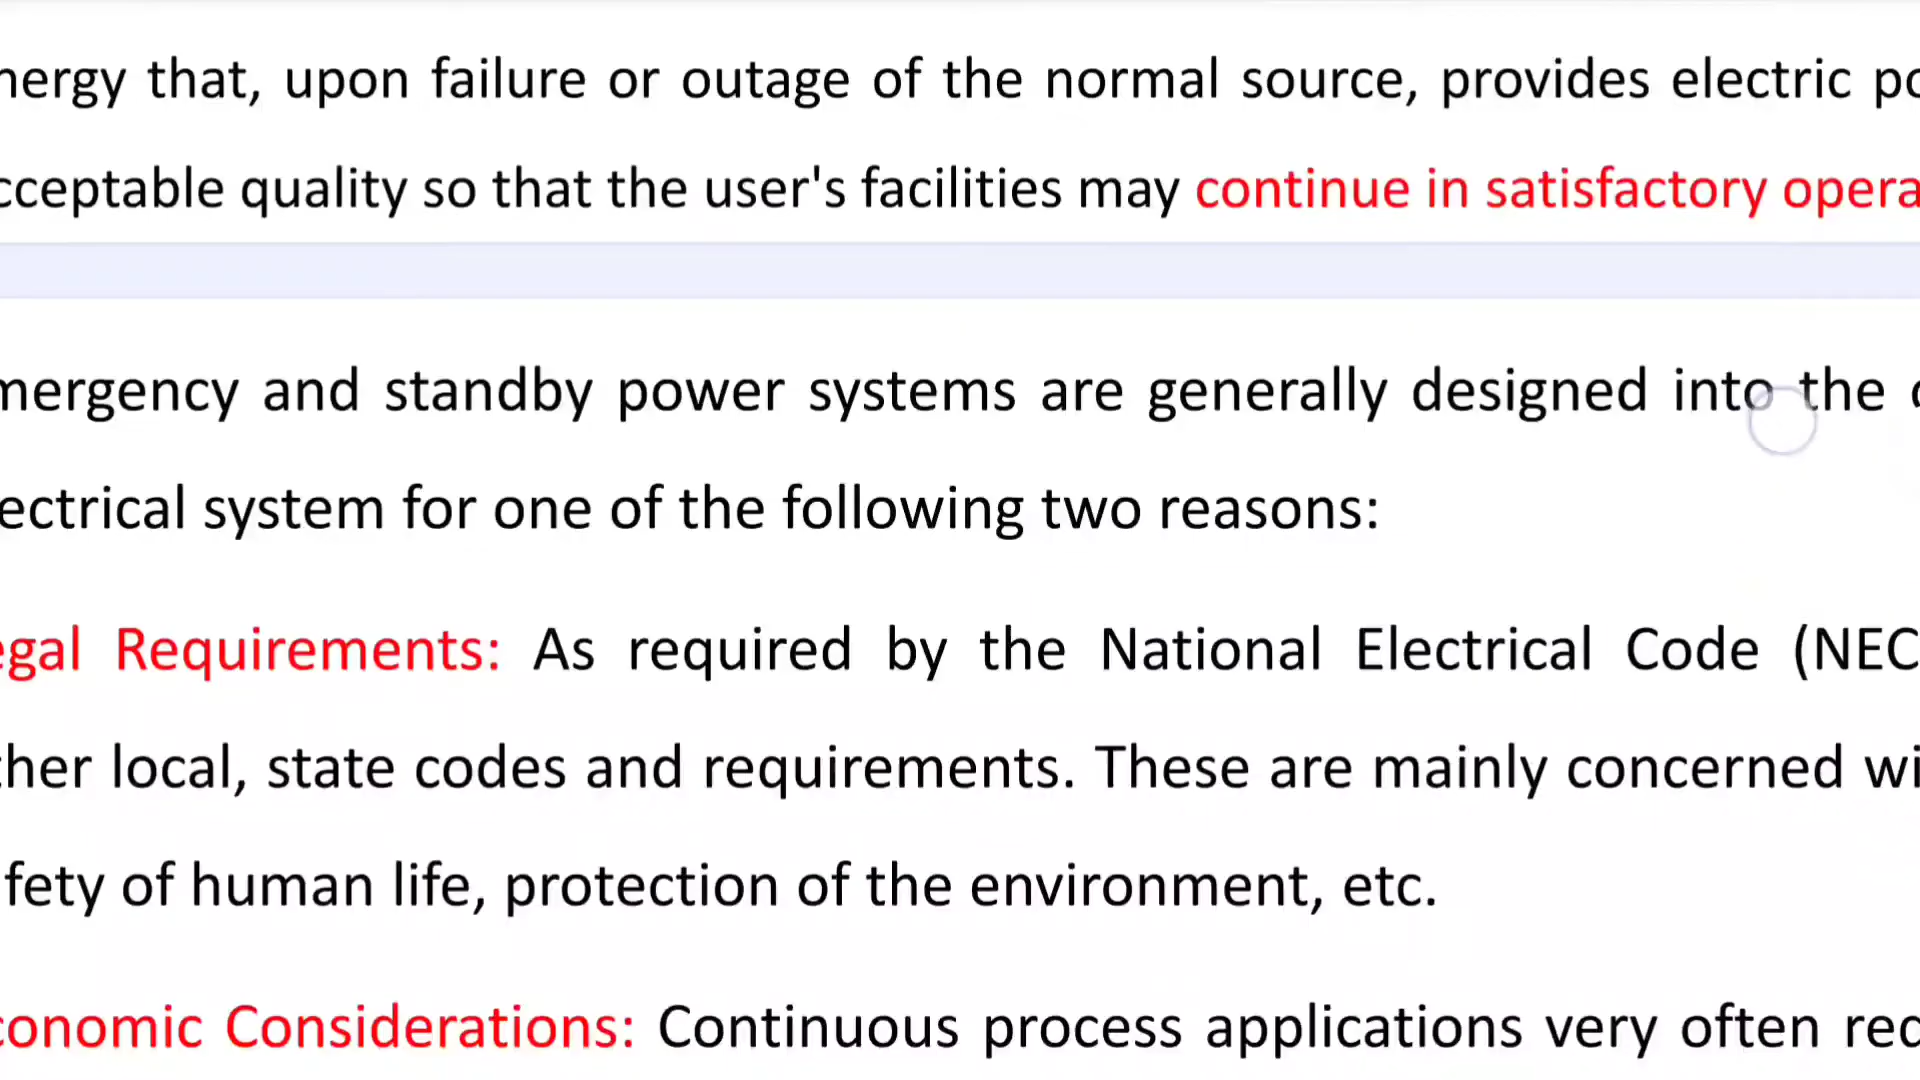 nergy that, upon failure or outage of the normal source, provides electric po
cceptable quality so that the user's facilities may continue in satisfactory opera
mergency and standby power systems are generally designed into the
ectrical system for one of the following two reasons:
egal Requirements: As required by the National Electrical Code (NEC
her local, state codes and requirements. These are mainly concerned wi
fety of human life, protection of the environment, etc.
conomic Considerations: Continuous process applications very often req